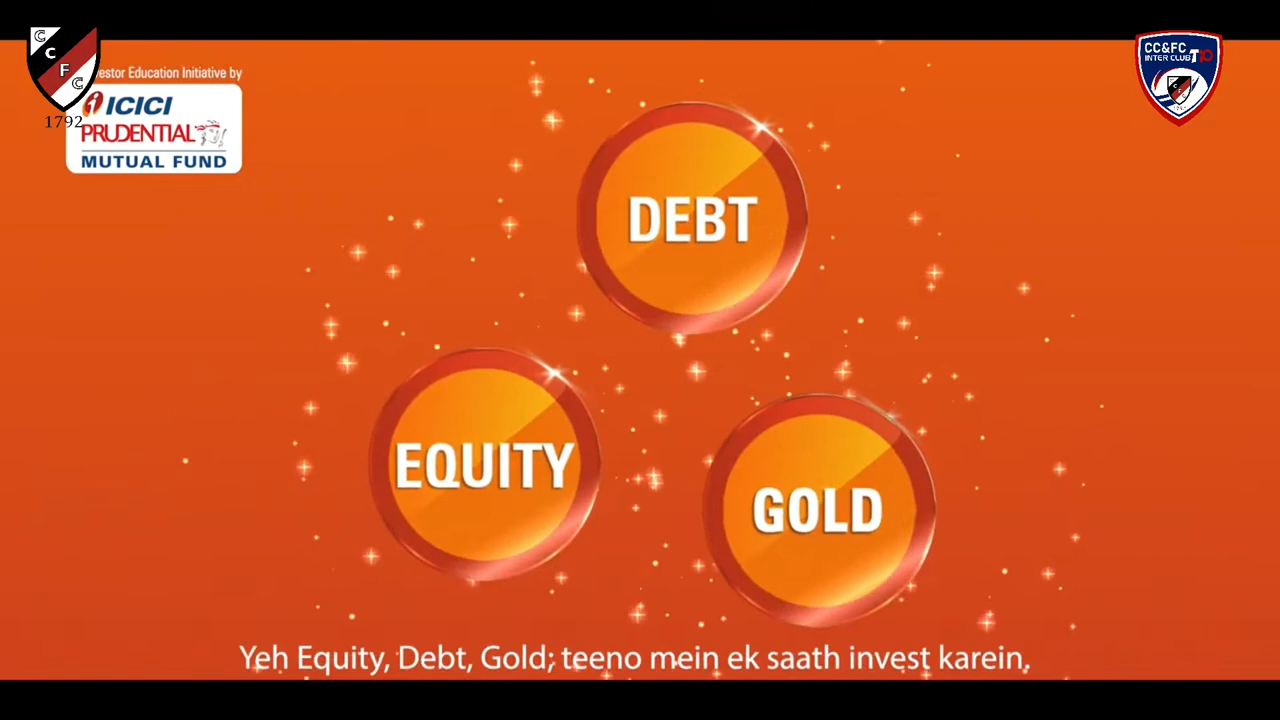 C
C
F
C
1792
vestor Education Initiative by
ICICI
PRUDENTIAL
MUTUAL FUND
CC&FC
INTER CLUB T10
DEBT
EQUITY
GOLD
Yeh Equity, Debt, Gold; teeno mein ek saath invest karein.